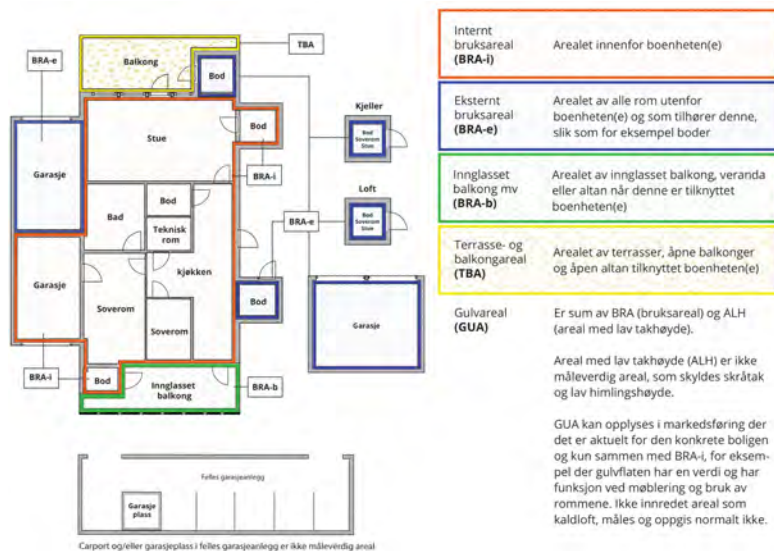 TBA
BRA-e
Balkong
Bod
Kjeller
Stue
Bod
Bod
Soverom
Stue
Garasje
BRA-i
Loft
Bod
Bad
Teknisk
rom
BRA-e
Bod
Soverom
Stue
kjøkken
Garasje
Soverom
Bod
Garasje
Soverom
BRA-i
Bod
Innglasset
balkong
BRA-b
Felles garasjeanlegg
Garasje
plass
Carport og/eller garasjeplass i felles garasjeanlegg er ikke måleverdig areal
Internt
bruksareal
(BRA-i)
Arealet innenfor boenheten(e)
Eksternt
bruksareal
(BRA-e)
Arealet av alle rom utenfor
boenheten(e) og som tilhører denne,
slik som for eksempel boder
Innglasset
balkong mv
(BRA-b)
Arealet av innglasset balkong, veranda
eller altan når denne er tilknyttet
boenheten(e)
Terrasse- og
balkongareal
(TBA)
Arealet av terrasser, åpne balkonger
og åpen altan tilknyttet boenheten(e)
Gulvareal
(GUA)
Er sum av BRA (bruksareal) og ALH
(areal med lav takhøyde).
Areal med lav takhøyde (ALH) er ikke
måleverdig areal, som skyldes skråtak
og lav himlingshøyde.
GUA kan opplyses i markedsføring der
det er aktuelt for den konkrete boligen
og kun sammen med BRA-i, for eksem-
pel der gulvflaten har en verdi og har
funksjon ved møblering og bruk av
rommene. Ikke innredet areal som
kaldloft, måles og oppgis normalt ikke.